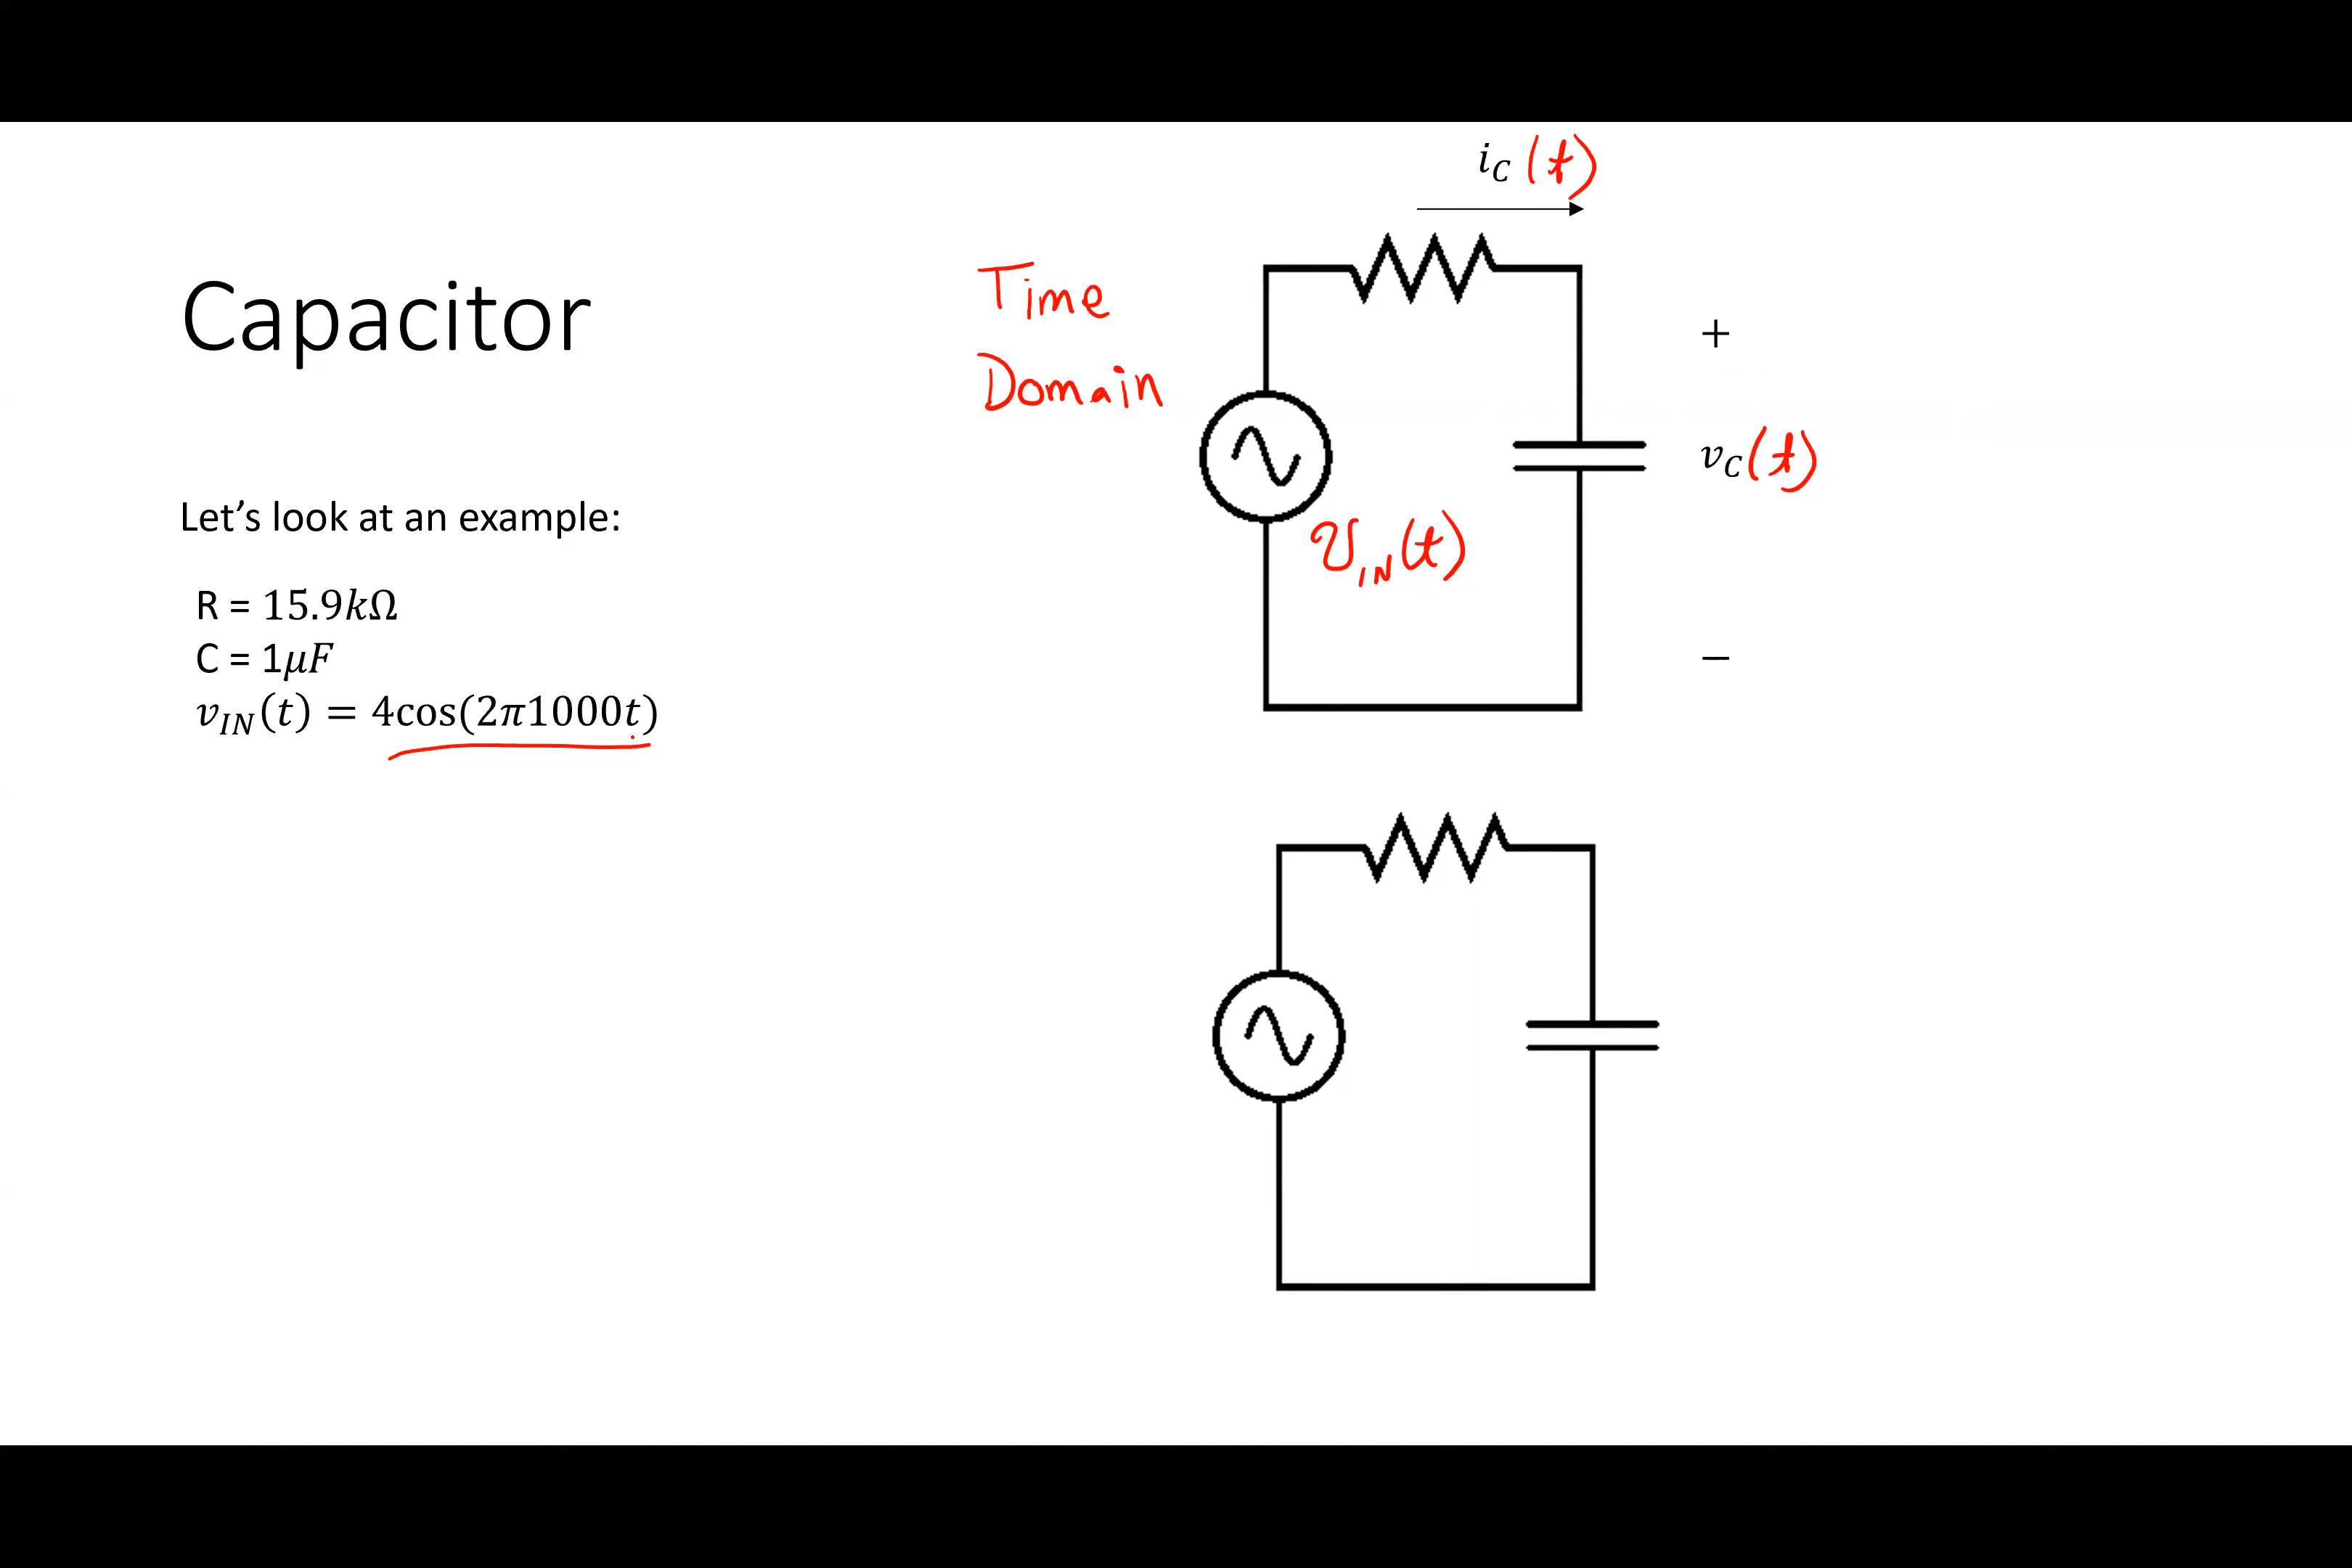 Capacitor
Let's look at an example:
R = 15.9kΩ
C = 1μF
v_IN(t) = 4cos(2π1000t)
Time
Domain
i_C(t)
+
v_C(t)
−
v_IN(t)